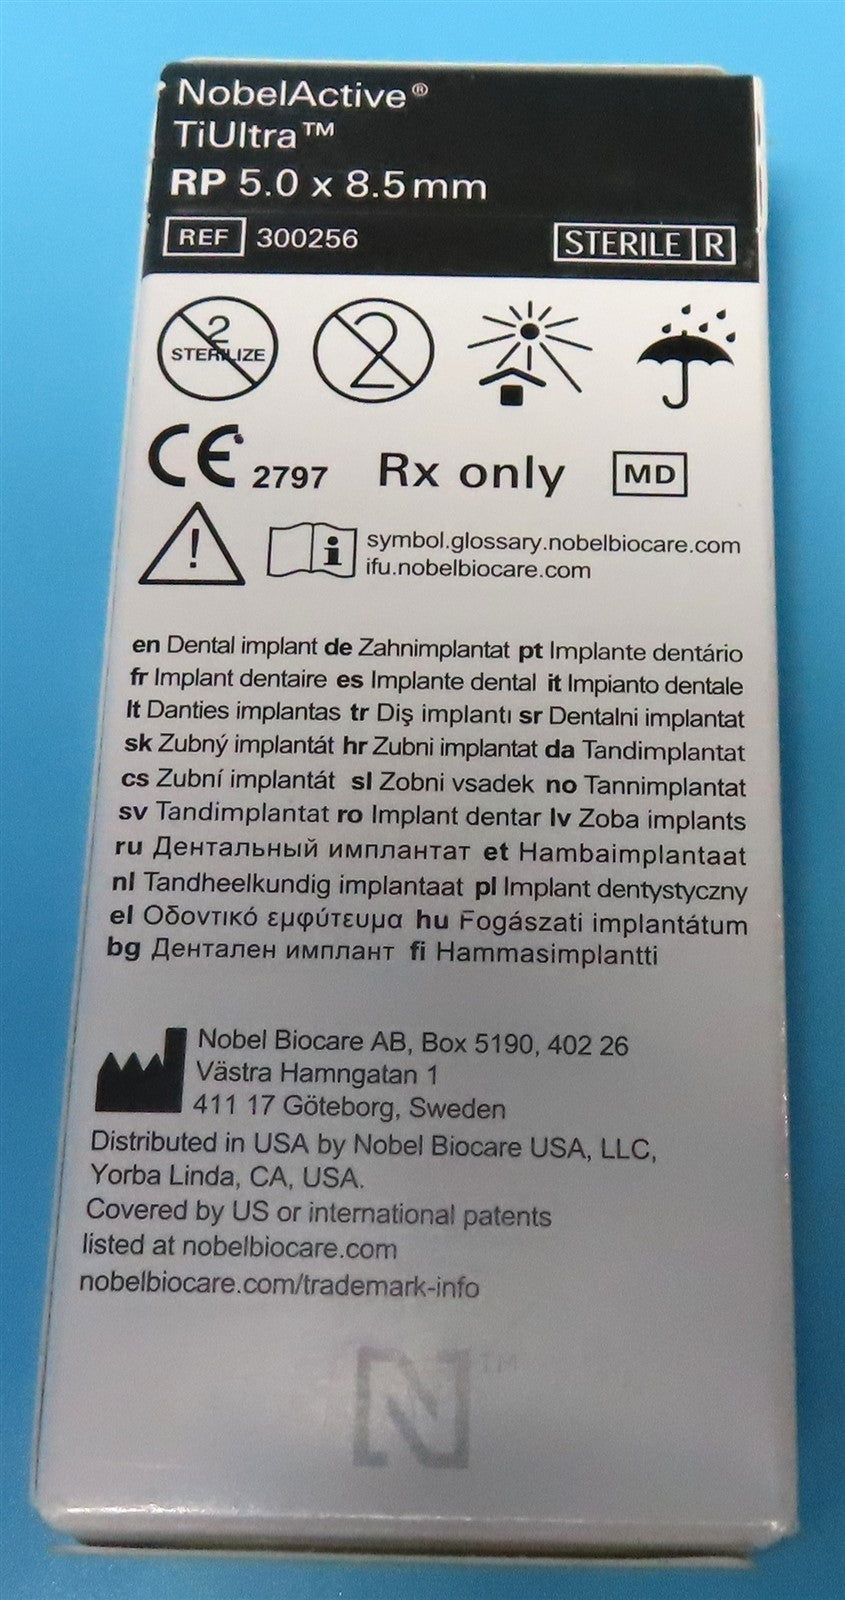 NobelActive®
TiUltra™
RP 5.0 x 8.5 mm
REF 300256 STERILE R
2 STERILIZE 2
CE 2797 Rx only MD
! i symbol.glossary.nobelbiocare.com
ifu.nobelbiocare.com
en Dental implant de Zahnimplantat pt Implante dentário
fr Implant dentaire es Implante dental it Impianto dentale
lt Danties implantas tr Diş implantı sr Dentalni implantat
sk Zubný implantát hr Zubni implantat da Tandimplantat
cs Zubní implantát sl Zobni vsadek no Tannimplantat
sv Tandimplantat ro Implant dentar lv Zoba implants
ru Дентальный имплантат et Hambaimplantaat
nl Tandheelkundig implantaat pl Implant dentystyczny
el Οδοντικό εμφύτευμα hu Fogászati implantátum
bg Дентален имплант fi Hammasimplantti
Nobel Biocare AB, Box 5190, 402 26
Västra Hamngatan 1
411 17 Göteborg, Sweden
Distributed in USA by Nobel Biocare USA, LLC,
Yorba Linda, CA, USA.
Covered by US or international patents
listed at nobelbiocare.com
nobelbiocare.com/trademark-info
N™